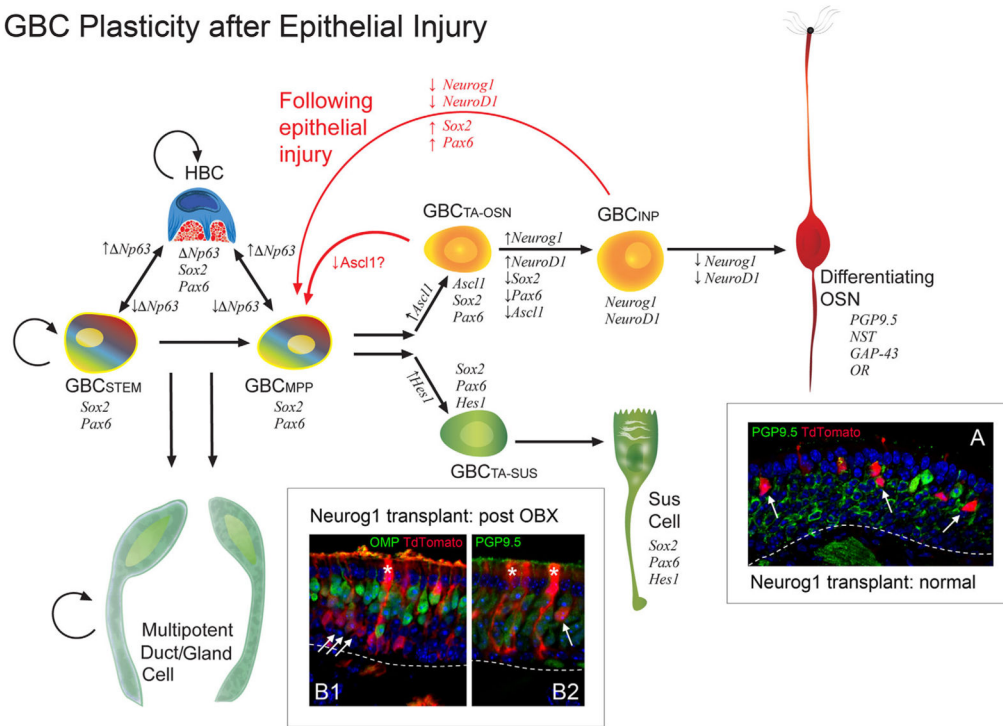 GBC Plasticity after Epithelial Injury
↓ Neurog1
↓ NeuroD1
↑ Sox2
↑ Pax6
Following
epithelial
injury
HBC
↑ΔNp63
ΔNp63
Sox2
Pax6
↑ΔNp63
↓ΔNp63
↓ΔNp63
GBCSTEM
Sox2
Pax6
GBCMPP
Sox2
Pax6
↓Ascl1?
↑Ascl1
GBCTA-OSN
Ascl1
Sox2
Pax6
↑Neurog1
↑NeuroD1
↓Sox2
↓Pax6
↓Ascl1
GBCINP
Neurog1
NeuroD1
↓ Neurog1
↓ NeuroD1
Differentiating
OSN
PGP9.5
NST
GAP-43
OR
↑Hes1
Sox2
Pax6
Hes1
GBCTA-SUS
Sus
Cell
Sox2
Pax6
Hes1
Multipotent
Duct/Gland
Cell
Neurog1 transplant: post OBX
OMP TdTomato
PGP9.5
* * *
B1
B2
PGP9.5 TdTomato
A
Neurog1 transplant: normal